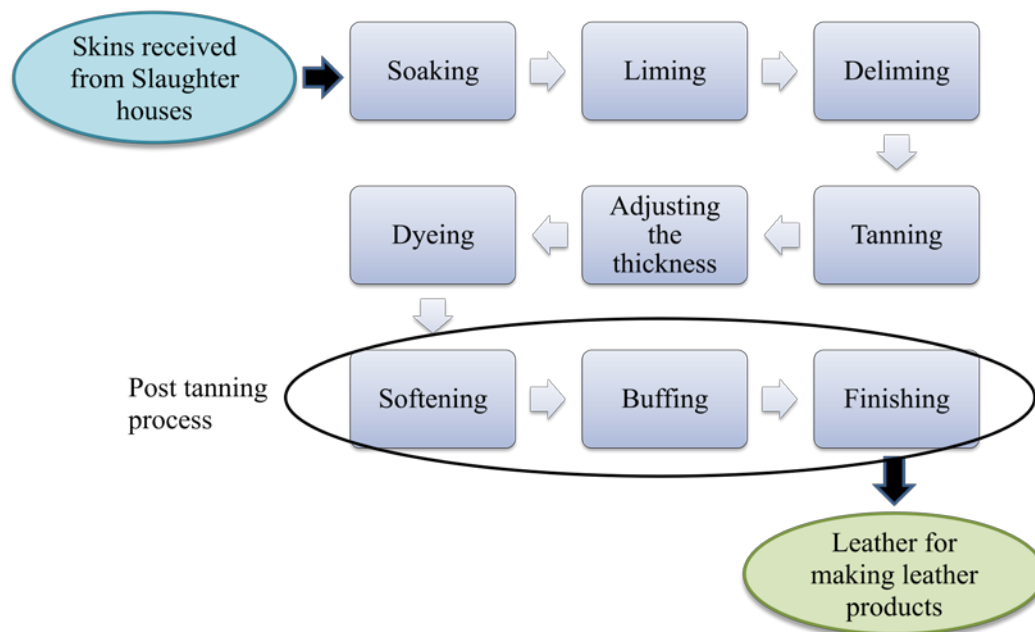 Skins received
from Slaughter
houses
Soaking
Liming
Deliming
Tanning
Adjusting
the
thickness
Dyeing
Post tanning
process
Softening
Buffing
Finishing
Leather for
making leather
products